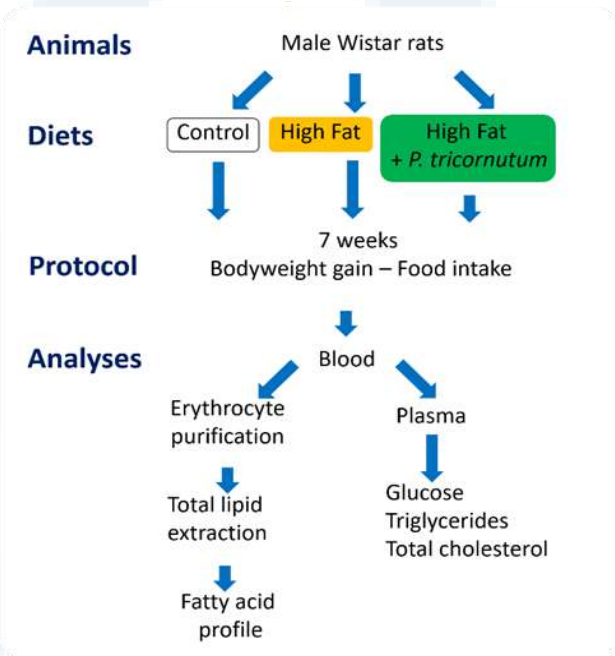 Animals
Male Wistar rats
Diets
Control
High Fat
High Fat
+ P. tricornutum
Protocol
7 weeks
Bodyweight gain – Food intake
Analyses
Blood
Erythrocyte
purification
Plasma
Total lipid
extraction
Glucose
Triglycerides
Total cholesterol
Fatty acid
profile